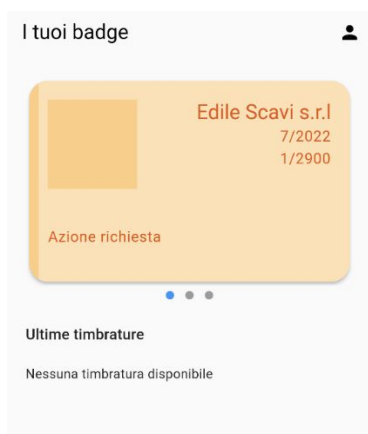 I tuoi badge
Edile Scavi s.r.l
7/2022
1/2900
Azione richiesta
Ultime timbrature
Nessuna timbratura disponibile